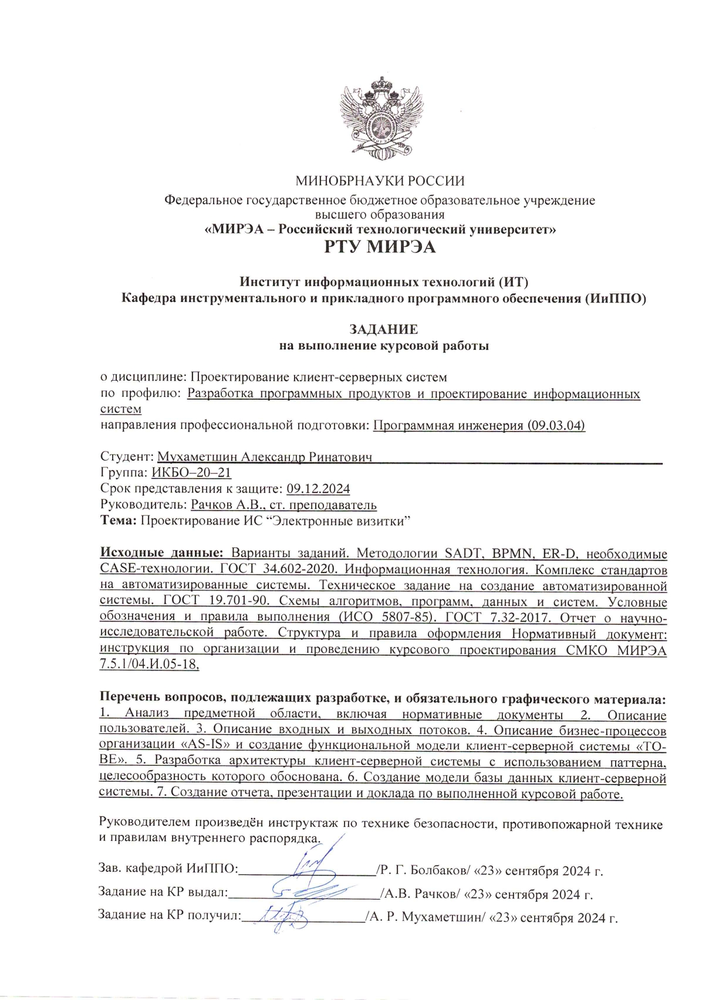 МИНОБРНАУКИ РОССИИ
Федеральное государственное бюджетное образовательное учреждение
высшего образования
«МИРЭА – Российский технологический университет»
РТУ МИРЭА
Институт информационных технологий (ИТ)
Кафедра инструментального и прикладного программного обеспечения (ИиППО)
ЗАДАНИЕ
на выполнение курсовой работы
о дисциплине: Проектирование клиент-серверных систем
по профилю: Разработка программных продуктов и проектирование информационных
систем
направления профессиональной подготовки: Программная инженерия (09.03.04)
Студент: Мухаметшин Александр Ринатович
Группа: ИКБО–20–21
Срок представления к защите: 09.12.2024
Руководитель: Рачков А.В., ст. преподаватель
Тема: Проектирование ИС “Электронные визитки”
Исходные данные: Варианты заданий. Методологии SADT, BPMN, ER-D, необходимые
CASE-технологии. ГОСТ 34.602-2020. Информационная технология. Комплекс стандартов
на автоматизированные системы. Техническое задание на создание автоматизированной
системы. ГОСТ 19.701-90. Схемы алгоритмов, программ, данных и систем. Условные
обозначения и правила выполнения (ИСО 5807-85). ГОСТ 7.32-2017. Отчет о научно-
исследовательской работе. Структура и правила оформления Нормативный документ:
инструкция по организации и проведению курсового проектирования СМКО МИРЭА
7.5.1/04.И.05-18.
Перечень вопросов, подлежащих разработке, и обязательного графического материала:
1. Анализ предметной области, включая нормативные документы 2. Описание
пользователей. 3. Описание входных и выходных потоков. 4. Описание бизнес-процессов
организации «AS-IS» и создание функциональной модели клиент-серверной системы «TO-
BE». 5. Разработка архитектуры клиент-серверной системы с использованием паттерна,
целесообразность которого обоснована. 6. Создание модели базы данных клиент-серверной
системы. 7. Создание отчета, презентации и доклада по выполненной курсовой работе.
Руководителем произведён инструктаж по технике безопасности, противопожарной технике
и правилам внутреннего распорядка.
Зав. кафедрой ИиППО: /Р. Г. Болбаков/ «23» сентября 2024 г.
Задание на КР выдал: /А.В. Рачков/ «23» сентября 2024 г.
Задание на КР получил: /А. Р. Мухаметшин/ «23» сентября 2024 г.